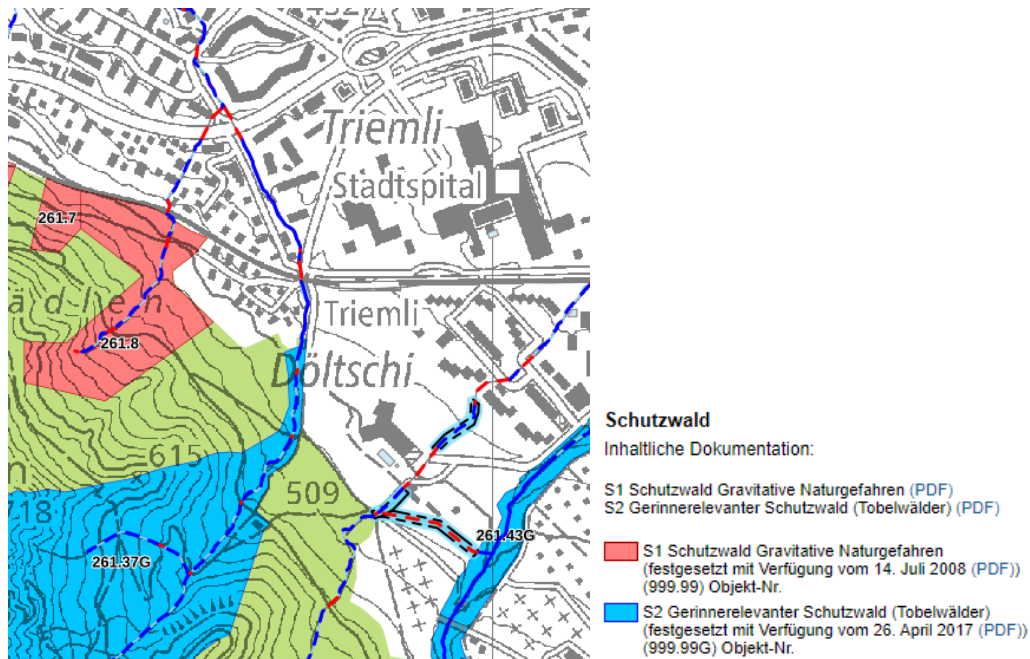 432
Triemli
Stadtspital
261.7
ä d l e h
261.8
Triemli
Döltschi
n
615
718
509
261.43G
261.37G
Schutzwald
Inhaltliche Dokumentation:
S1 Schutzwald Gravitative Naturgefahren (PDF)
S2 Gerinnerelevanter Schutzwald (Tobelwälder) (PDF)
S1 Schutzwald Gravitative Naturgefahren
(festgesetzt mit Verfügung vom 14. Juli 2008 (PDF))
(999.99) Objekt-Nr.
S2 Gerinnerelevanter Schutzwald (Tobelwälder)
(festgesetzt mit Verfügung vom 26. April 2017 (PDF))
(999.99G) Objekt-Nr.